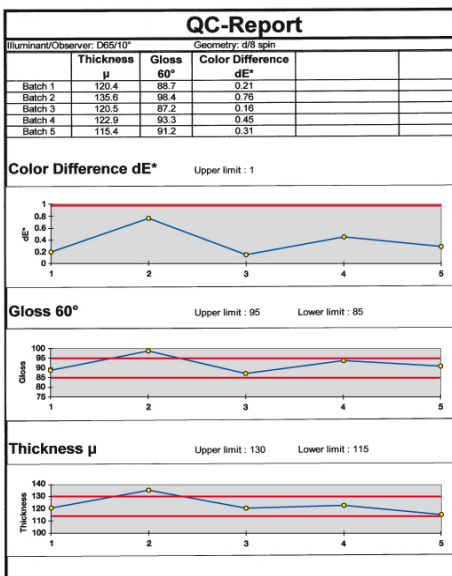 QC-Report
Illuminant/Observer: D65/10° Geometry: d/8 spin
Thickness Gloss Color Difference
µ 60° dE*
Batch 1 120.4 88.7 0.21
Batch 2 135.6 98.4 0.76
Batch 3 120.5 87.2 0.16
Batch 4 122.9 93.3 0.45
Batch 5 115.4 91.2 0.31
Color Difference dE* Upper limit : 1
1
0.8
0.6
0.4
0.2
0
dE*
1 2 3 4 5
Gloss 60° Upper limit : 95 Lower limit : 85
100
95
90
85
80
75
Gloss
1 2 3 4 5
Thickness µ Upper limit : 130 Lower limit : 115
140
130
120
110
100
Thickness
1 2 3 4 5